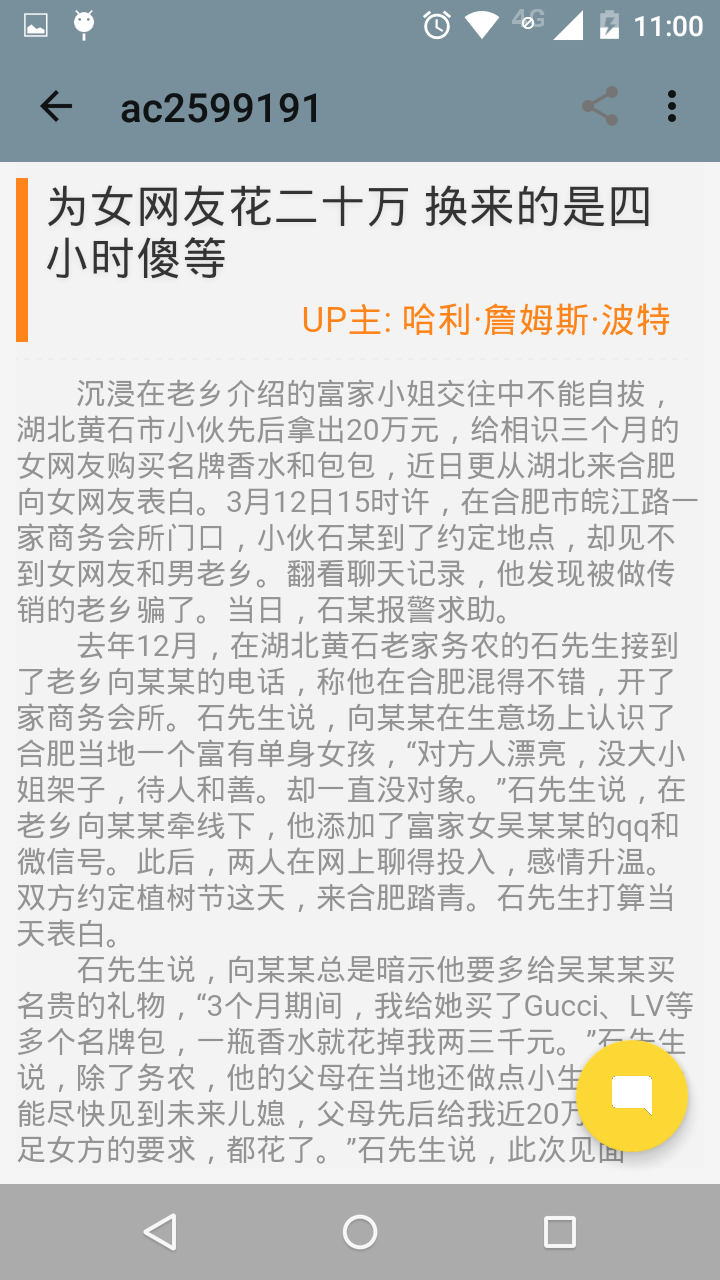 4G
11:00
ac2599191
为女网友花二十万 换来的是四
小时傻等
UP主: 哈利·詹姆斯·波特
沉浸在老乡介绍的富家小姐交往中不能自拔，
湖北黄石市小伙先后拿出20万元，给相识三个月的
女网友购买名牌香水和包包，近日更从湖北来合肥
向女网友表白。3月12日15时许，在合肥市皖江路一
家商务会所门口，小伙石某到了约定地点，却见不
到女网友和男老乡。翻看聊天记录，他发现被做传
销的老乡骗了。当日，石某报警求助。
去年12月，在湖北黄石老家务农的石先生接到
了老乡向某某的电话，称他在合肥混得不错，开了
家商务会所。石先生说，向某某在生意场上认识了
合肥当地一个富有单身女孩，“对方人漂亮，没大小
姐架子，待人和善。却一直没对象。”石先生说，在
老乡向某某牵线下，他添加了富家女吴某某的qq和
微信号。此后，两人在网上聊得投入，感情升温。
双方约定植树节这天，来合肥踏青。石先生打算当
天表白。
石先生说，向某某总是暗示他要多给吴某某买
名贵的礼物，“3个月期间，我给她买了Gucci、LV等
多个名牌包，一瓶香水就花掉我两三千元。”石先生
说，除了务农，他的父母在当地还做点小生
能尽快见到未来儿媳，父母先后给我近20万
足女方的要求，都花了。”石先生说，此次见面